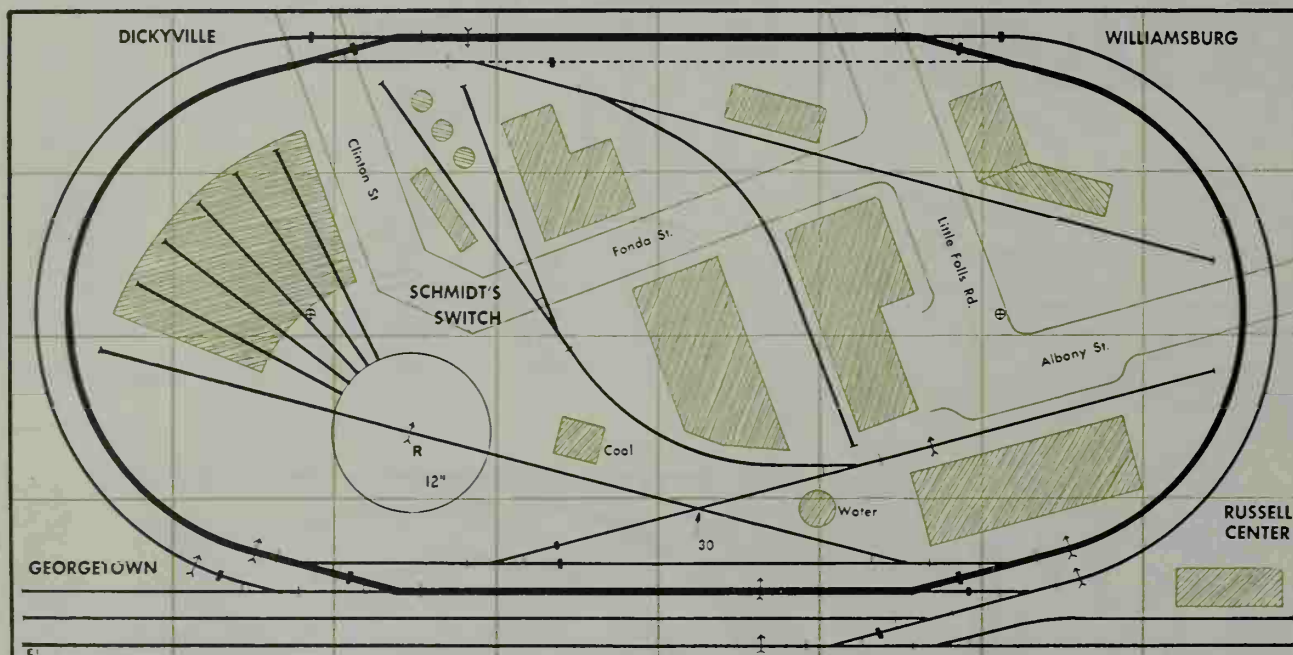 DICKYVILLE
WILLIAMSBURG
Clinton St
Fonda St.
Little Falls Rd.
SCHMIDT'S
SWITCH
Albony St.
R
12"
Coal
Water
30
RUSSELL
CENTER
GEORGETOWN